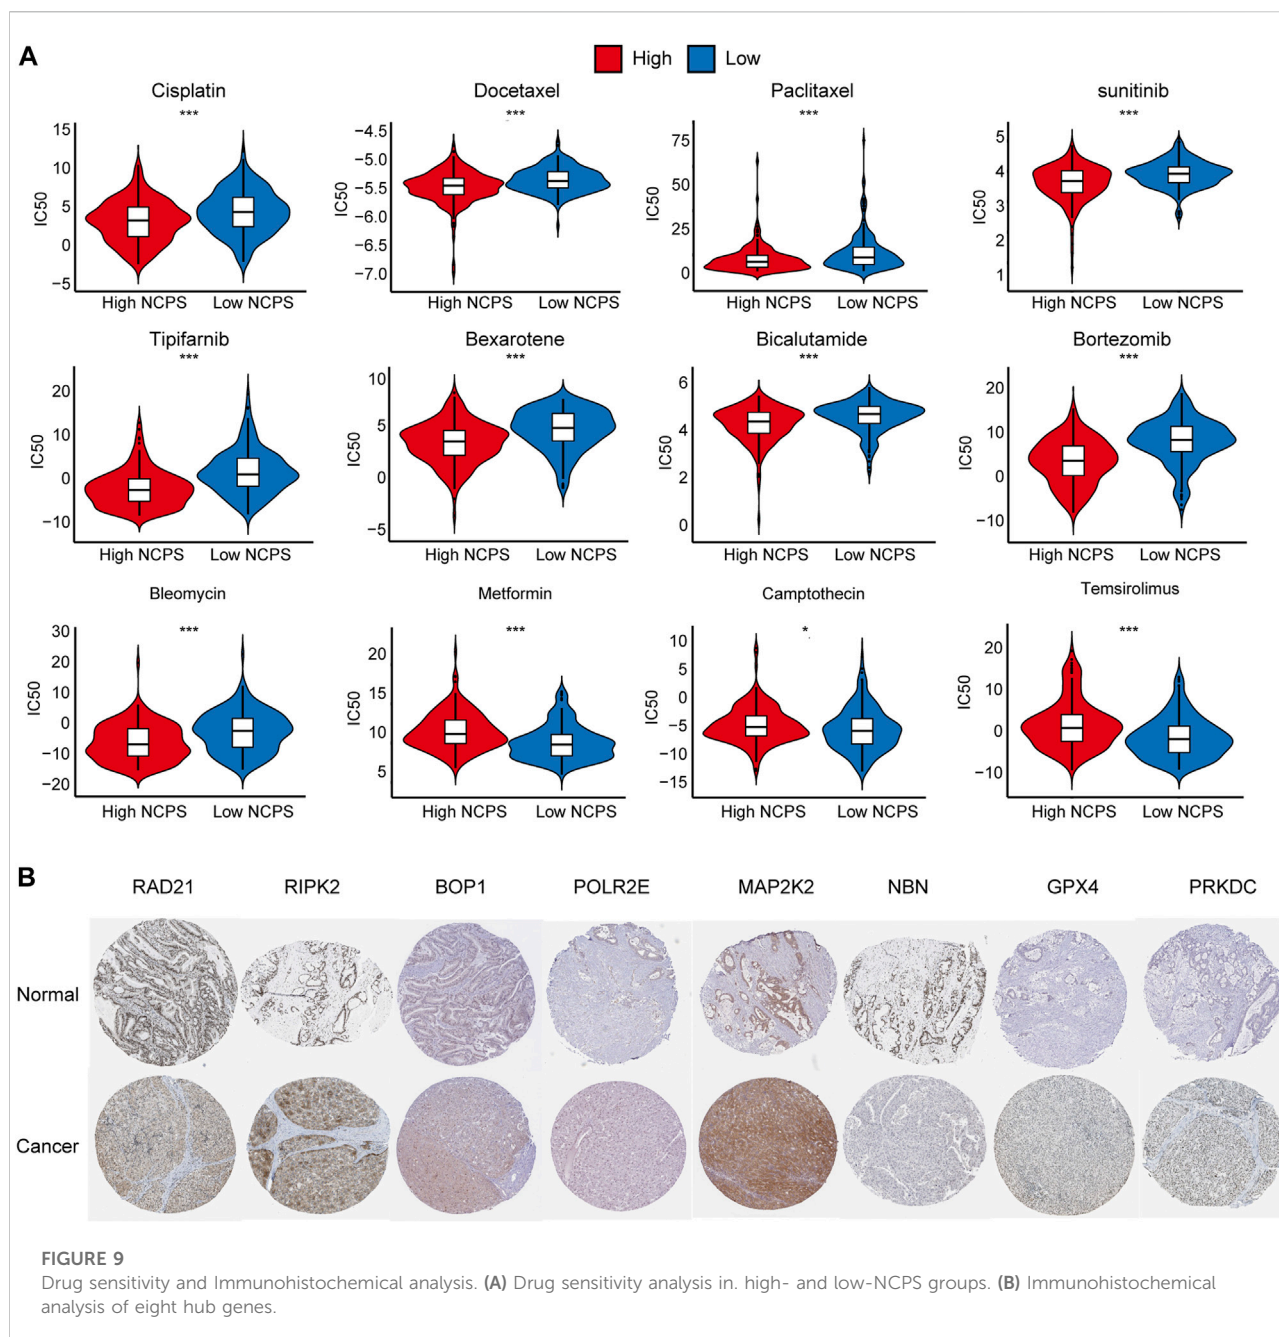 A
High Low
Cisplatin Docetaxel Paclitaxel sunitinib
*** *** *** ***
IC50 15 10 5 0 −5
IC50 −4.5 −5.0 −5.5 −6.0 −6.5 −7.0
IC50 75 50 25 0
IC50 5 4 3 2 1
High NCPS Low NCPS High NCPS Low NCPS High NCPS Low NCPS High NCPS Low NCPS
Tipifarnib Bexarotene Bicalutamide Bortezomib
*** *** *** ***
IC50 20 10 0 −10
IC50 10 5 0 −5
IC50 6 4 2 0
IC50 20 10 0 −10
High NCPS Low NCPS High NCPS Low NCPS High NCPS Low NCPS High NCPS Low NCPS
Bleomycin Metformin Camptothecin Temsirolimus
*** *** * ***
IC50 30 20 10 0 −10 −20
IC50 20 15 10 5
IC50 10 5 0 −5 −10 −15
IC50 20 10 0 −10
High NCPS Low NCPS High NCPS Low NCPS High NCPS Low NCPS High NCPS Low NCPS
B
RAD21 RIPK2 BOP1 POLR2E MAP2K2 NBN GPX4 PRKDC
Normal
Cancer
FIGURE 9
Drug sensitivity and Immunohistochemical analysis. (A) Drug sensitivity analysis in. high- and low-NCPS groups. (B) Immunohistochemical
analysis of eight hub genes.